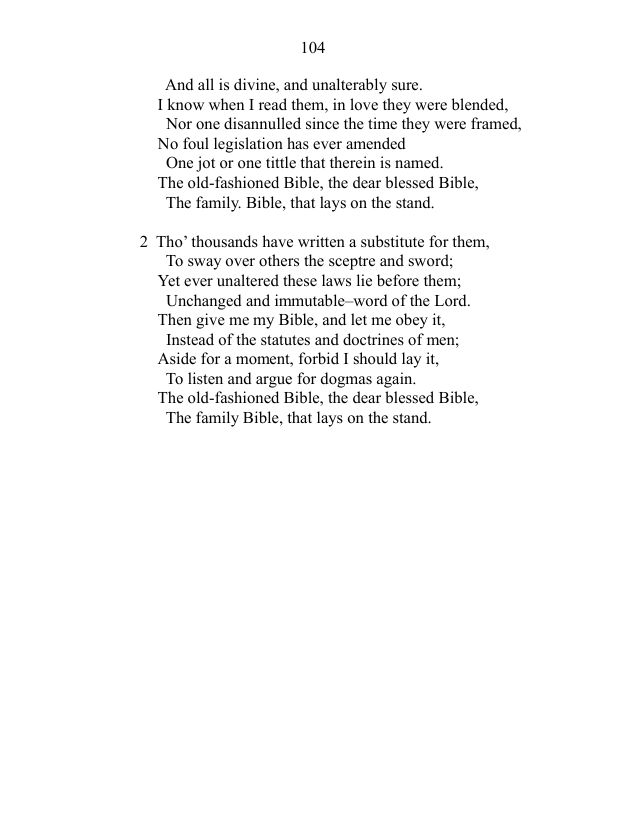 104
And all is divine, and unalterably sure.
I know when I read them, in love they were blended,
Nor one disannulled since the time they were framed,
No foul legislation has ever amended
One jot or one tittle that therein is named.
The old-fashioned Bible, the dear blessed Bible,
The family. Bible, that lays on the stand.
2 Tho’ thousands have written a substitute for them,
To sway over others the sceptre and sword;
Yet ever unaltered these laws lie before them;
Unchanged and immutable–word of the Lord.
Then give me my Bible, and let me obey it,
Instead of the statutes and doctrines of men;
Aside for a moment, forbid I should lay it,
To listen and argue for dogmas again.
The old-fashioned Bible, the dear blessed Bible,
The family Bible, that lays on the stand.